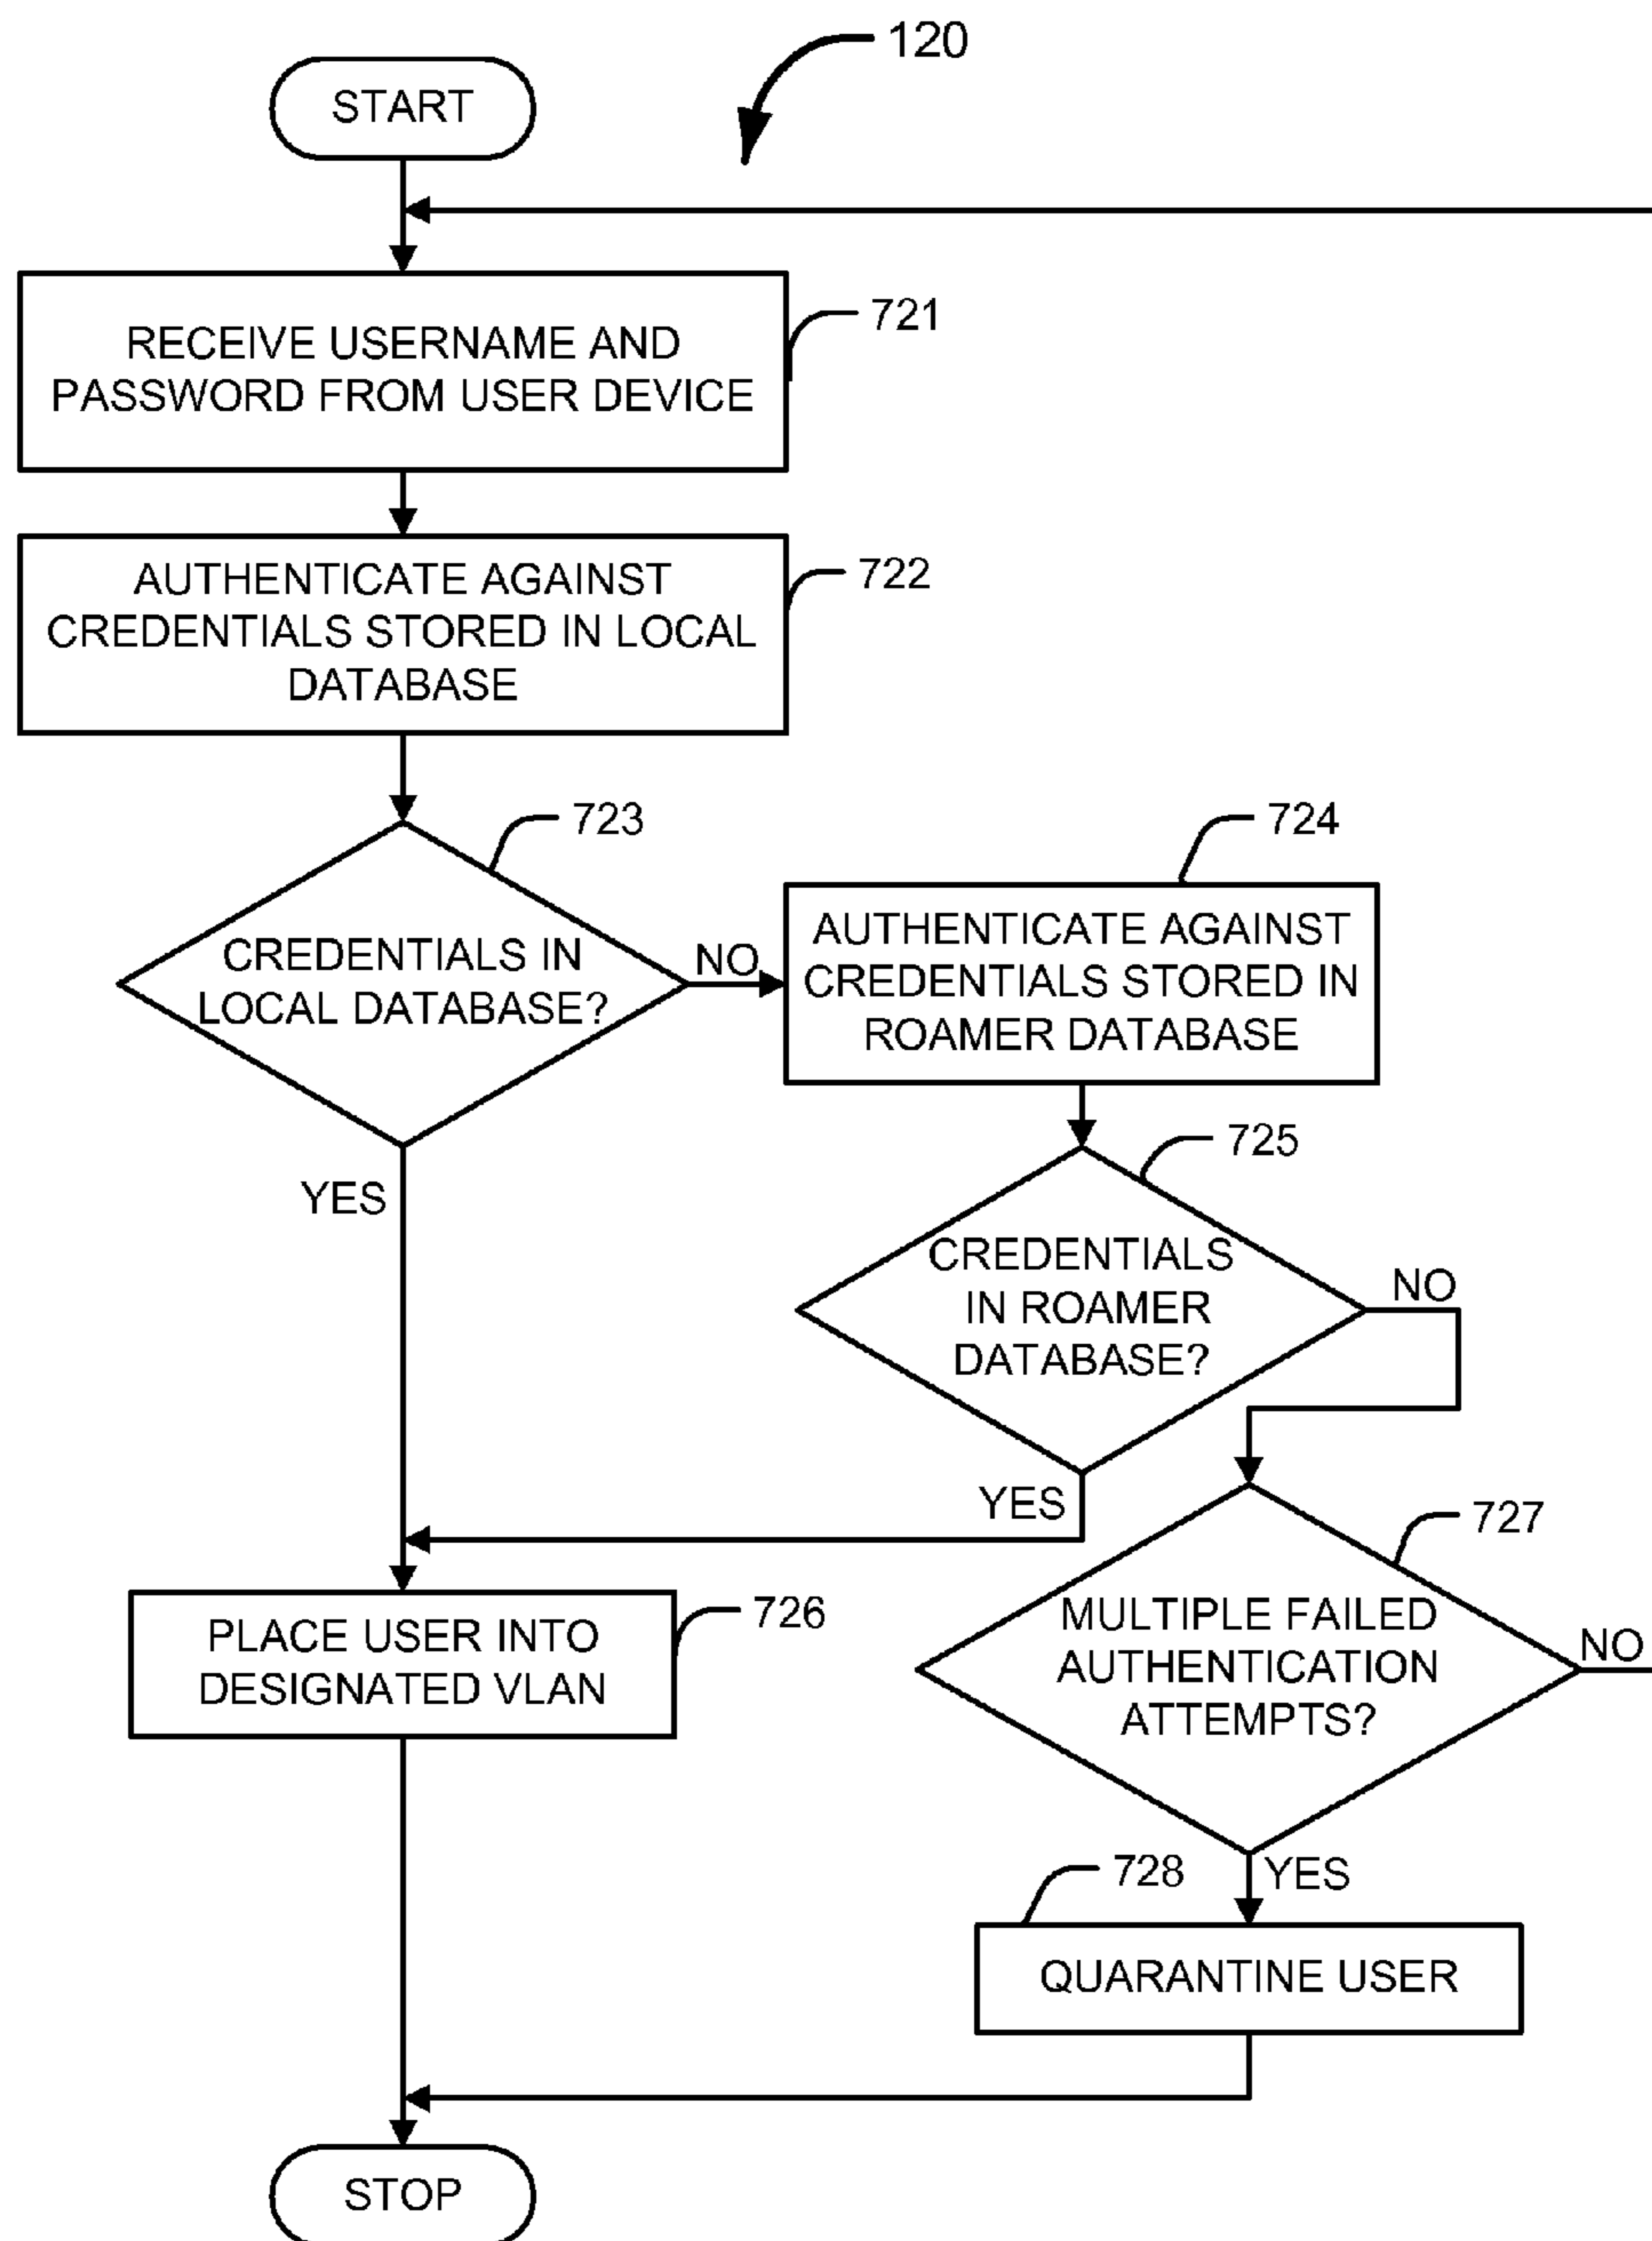 120
START
RECEIVE USERNAME AND
PASSWORD FROM USER DEVICE
721
AUTHENTICATE AGAINST
CREDENTIALS STORED IN LOCAL
DATABASE
722
723
CREDENTIALS IN
LOCAL DATABASE?
NO
YES
724
AUTHENTICATE AGAINST
CREDENTIALS STORED IN
ROAMER DATABASE
725
CREDENTIALS
IN ROAMER
DATABASE?
NO
YES
726
PLACE USER INTO
DESIGNATED VLAN
727
MULTIPLE FAILED
AUTHENTICATION
ATTEMPTS?
NO
YES
728
QUARANTINE USER
STOP